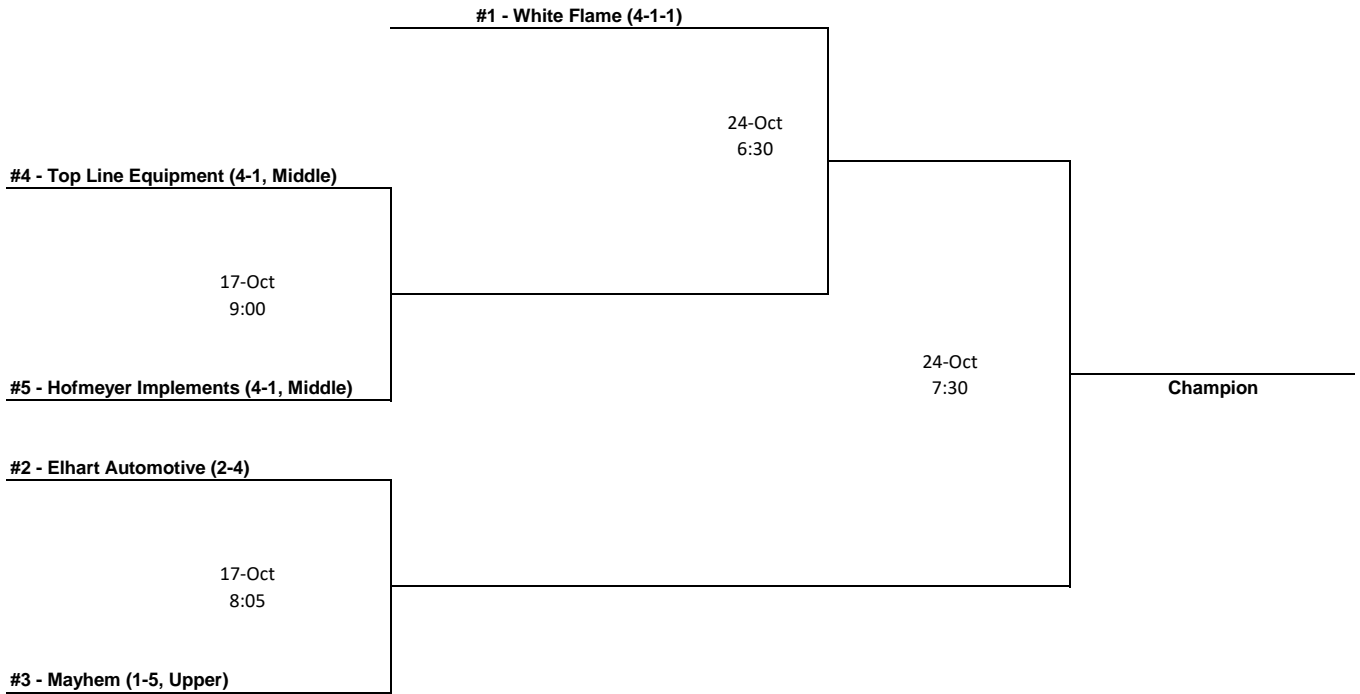 #1 - White Flame (4-1-1)
24-Oct
6:30
#4 - Top Line Equipment (4-1, Middle)
17-Oct
9:00
24-Oct
7:30
#5 - Hofmeyer Implements (4-1, Middle)
Champion
#2 - Elhart Automotive (2-4)
17-Oct
8:05
#3 - Mayhem (1-5, Upper)